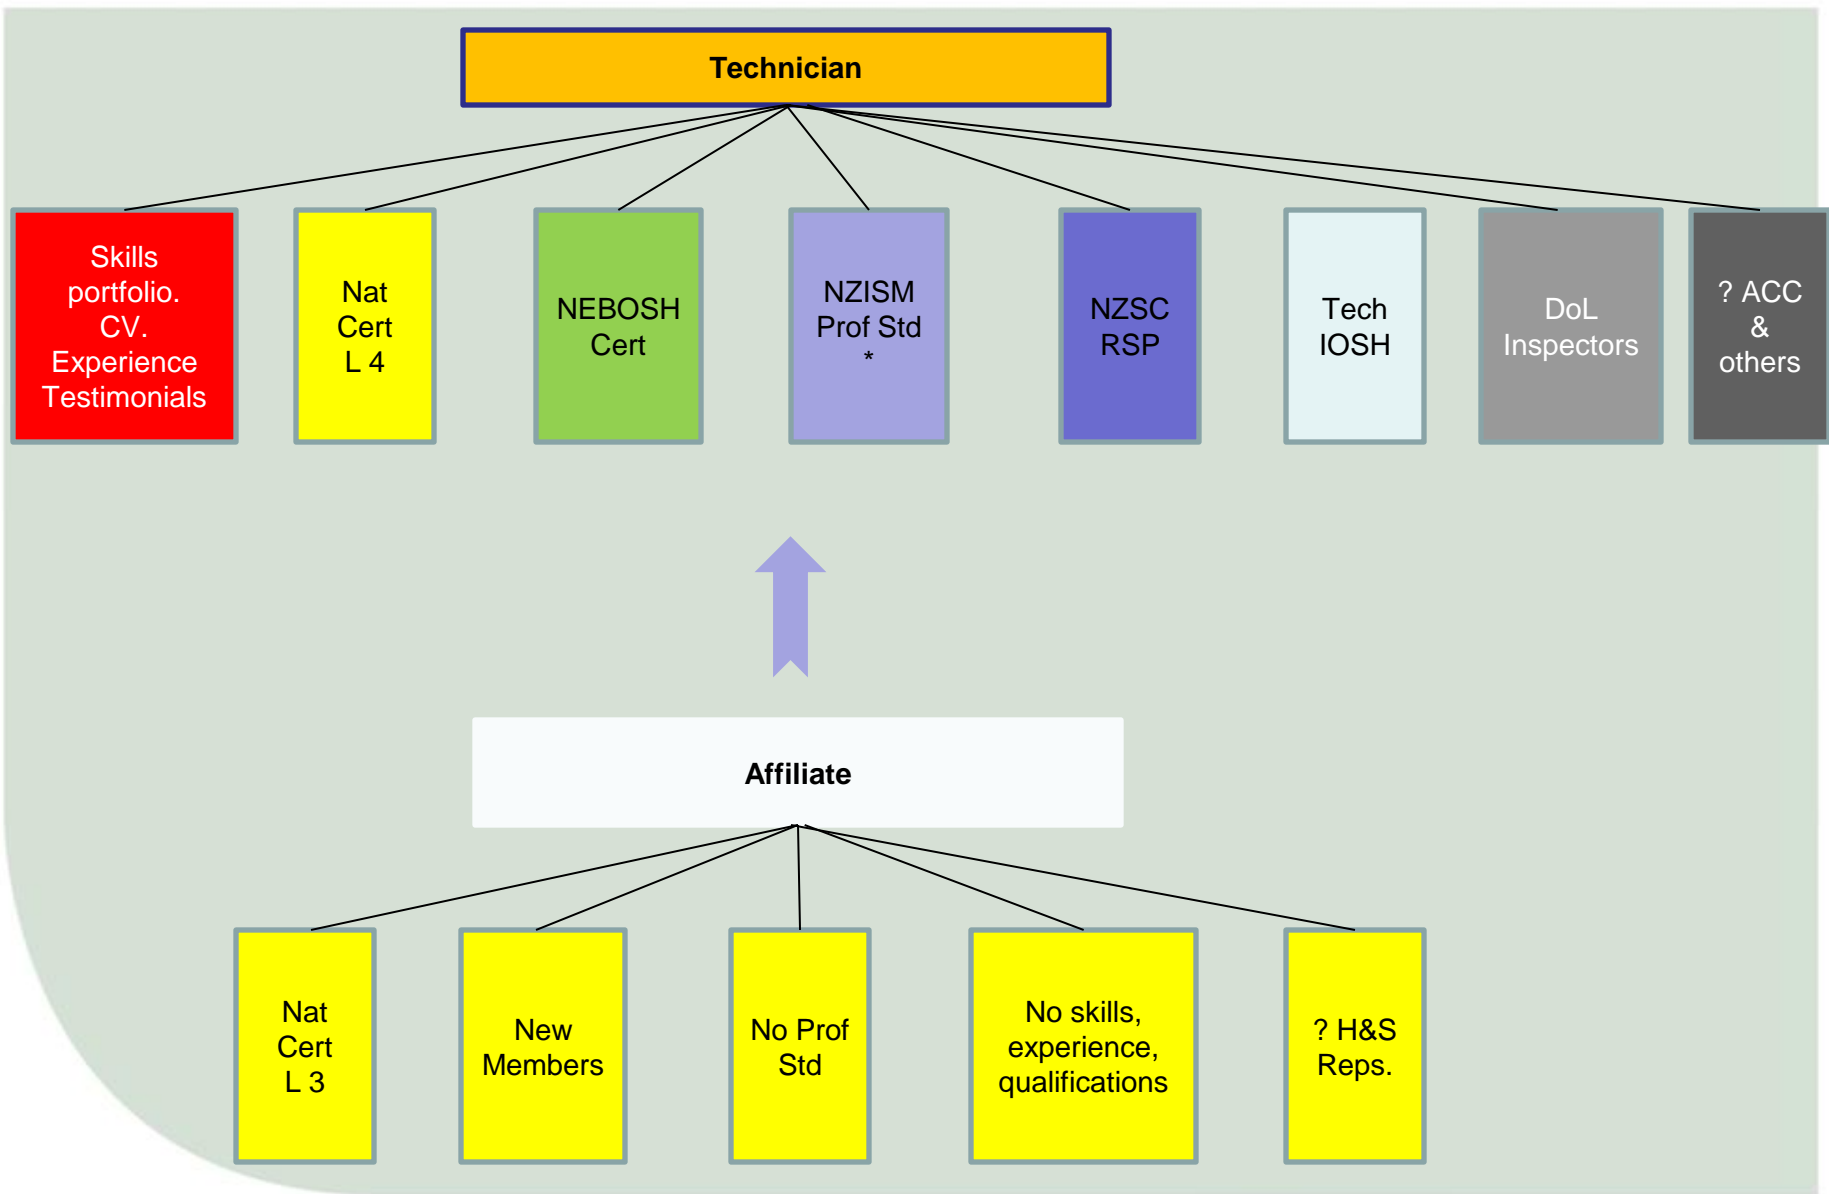 Technician
Skills
portfolio.
CV.
Experience
Testimonials
Nat
Cert
L 4
NEBOSH
Cert
NZISM
Prof Std
*
NZSC
RSP
Tech
IOSH
DoL
Inspectors
? ACC
&
others
Affiliate
Nat
Cert
L 3
New
Members
No Prof
Std
No skills,
experience,
qualifications
? H&S
Reps.